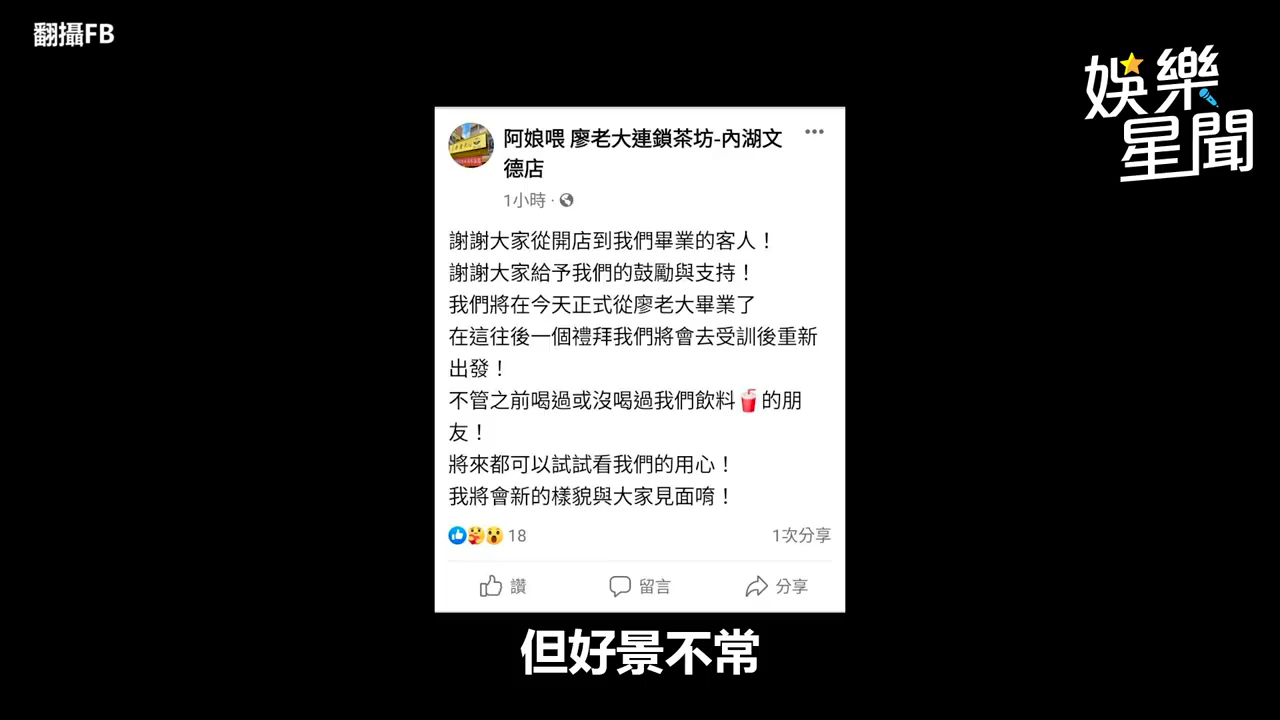 翻攝FB
娛樂
星聞
阿娘喂 廖老大連鎖茶坊-內湖文
德店
1小時 ·
謝謝大家從開店到我們畢業的客人！
謝謝大家給予我們的鼓勵與支持！
我們將在今天正式從廖老大畢業了
在這往後一個禮拜我們將會去受訓後重新
出發！
不管之前喝過或沒喝過我們飲料🥤的朋
友！
將來都可以試試看我們的用心！
我將會新的樣貌與大家見面唷！
18
1次分享
讚
留言
分享
但好景不常